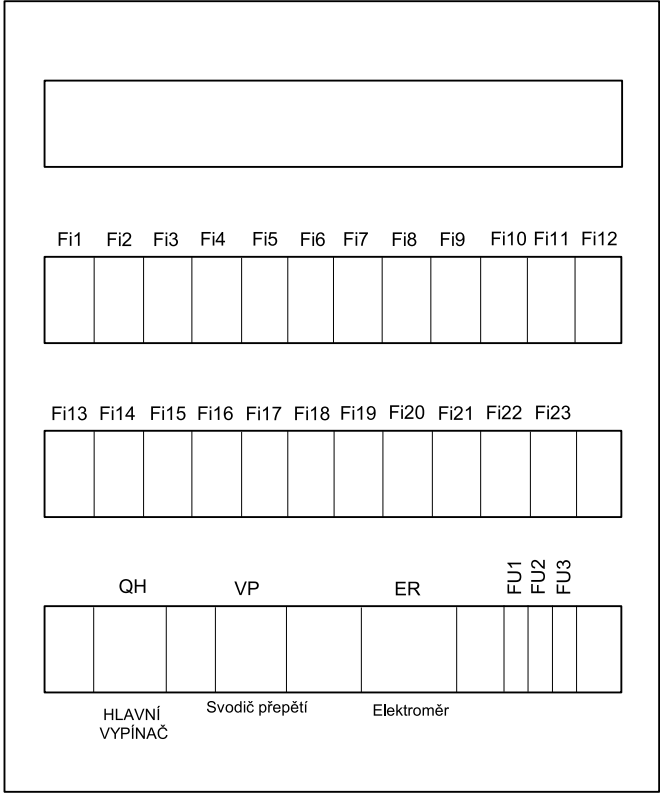 Fi1 Fi2 Fi3 Fi4 Fi5 Fi6 Fi7 Fi8 Fi9 Fi10 Fi11 Fi12
Fi13 Fi14 Fi15 Fi16 Fi17 Fi18 Fi19 Fi20 Fi21 Fi22 Fi23
QH VP ER FU1 FU2 FU3
HLAVNÍ
VYPÍNAČ
Svodič přepětí
Elektroměr